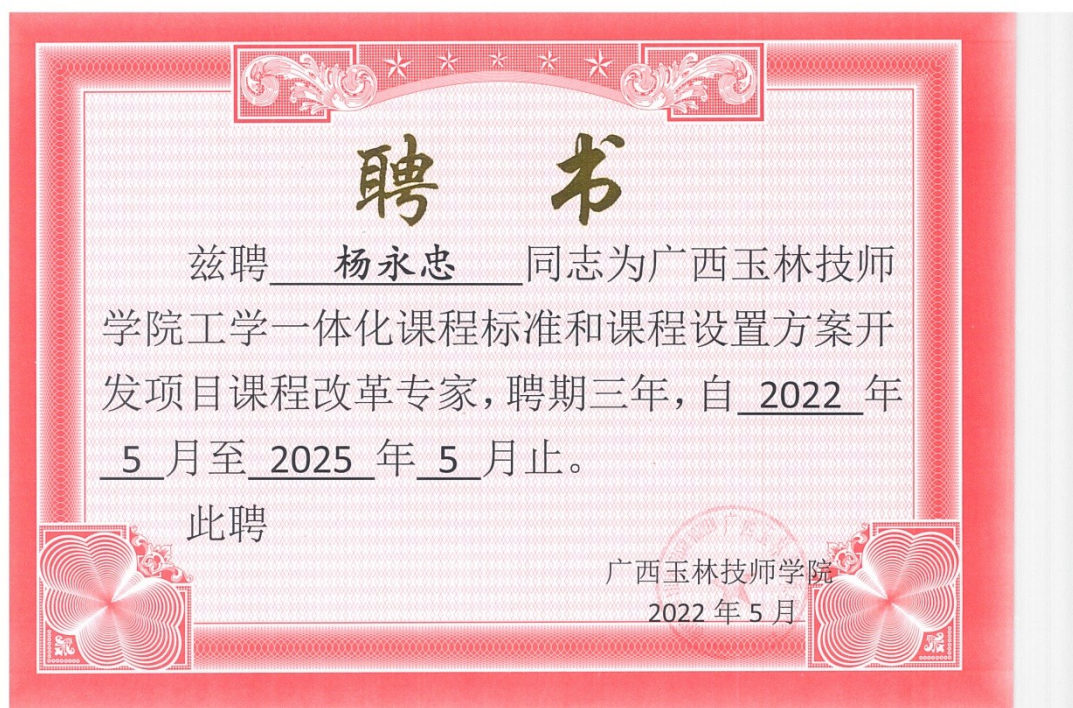 聘 书
兹聘 杨永忠 同志为广西玉林技师
学院工学一体化课程标准和课程设置方案开
发项目课程改革专家，聘期三年，自 2022 年
5 月至 2025 年 5 月止。
此聘
广西玉林技师学院
2022 年 5 月